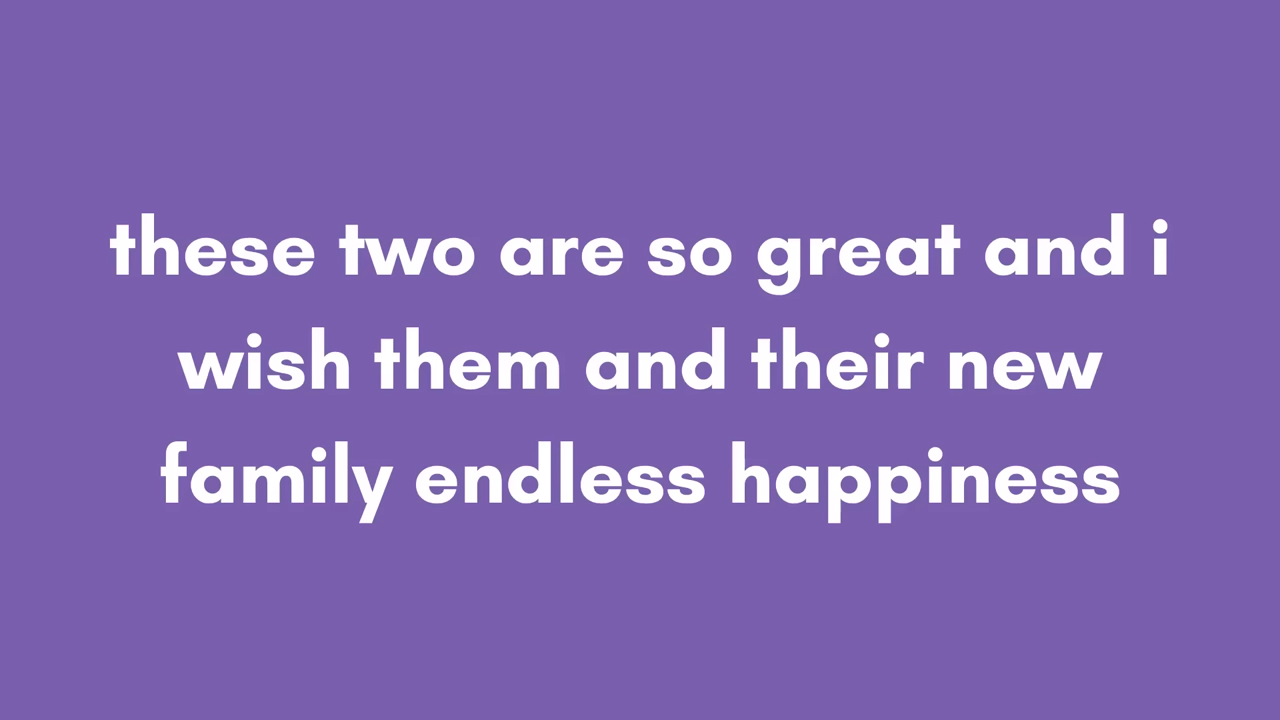 these two are so great and i
wish them and their new
family endless happiness